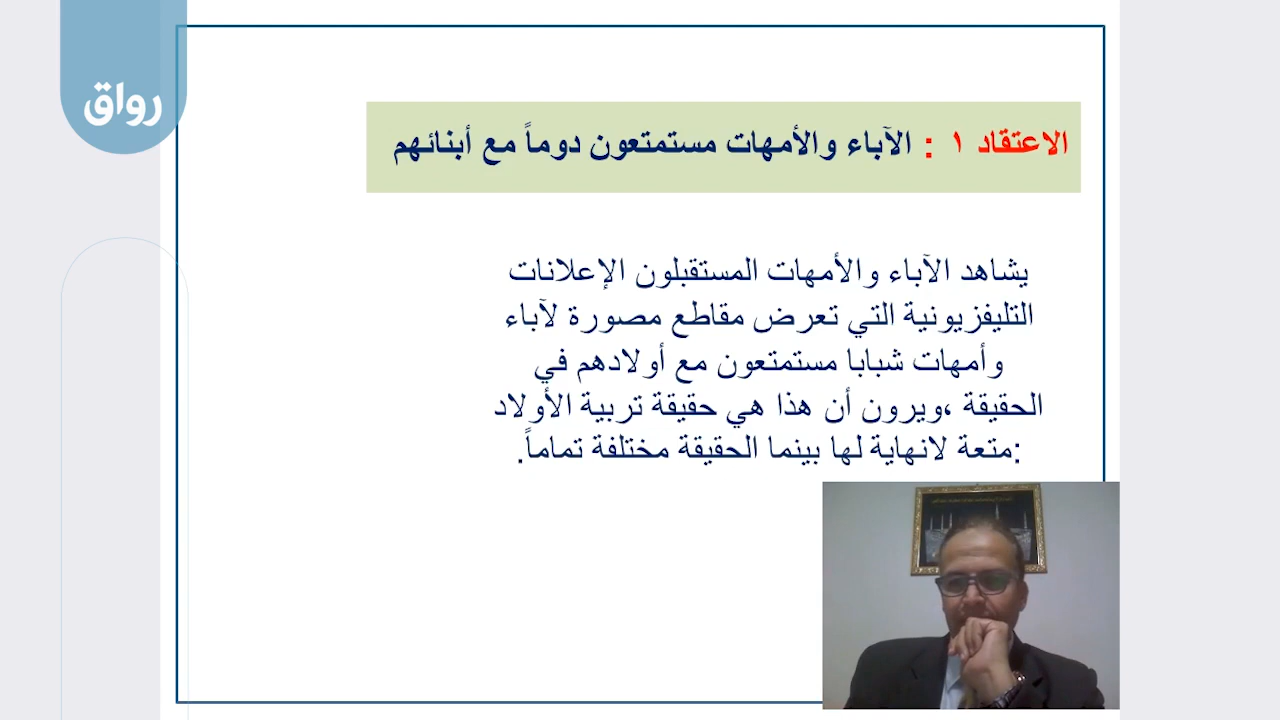 رواق
الاعتقاد ١ : الآباء والأمهات مستمتعون دوماً مع أبنائهم
يشاهد الآباء والأمهات المستقبلون الإعلانات
التليفزيونية التي تعرض مقاطع مصورة لآباء
وأمهات شبابا مستمتعون مع أولادهم في
الحقيقة ،ويرون أن هذا هي حقيقة تربية الأولاد
:متعة لانهاية لها بينما الحقيقة مختلفة تماماً.